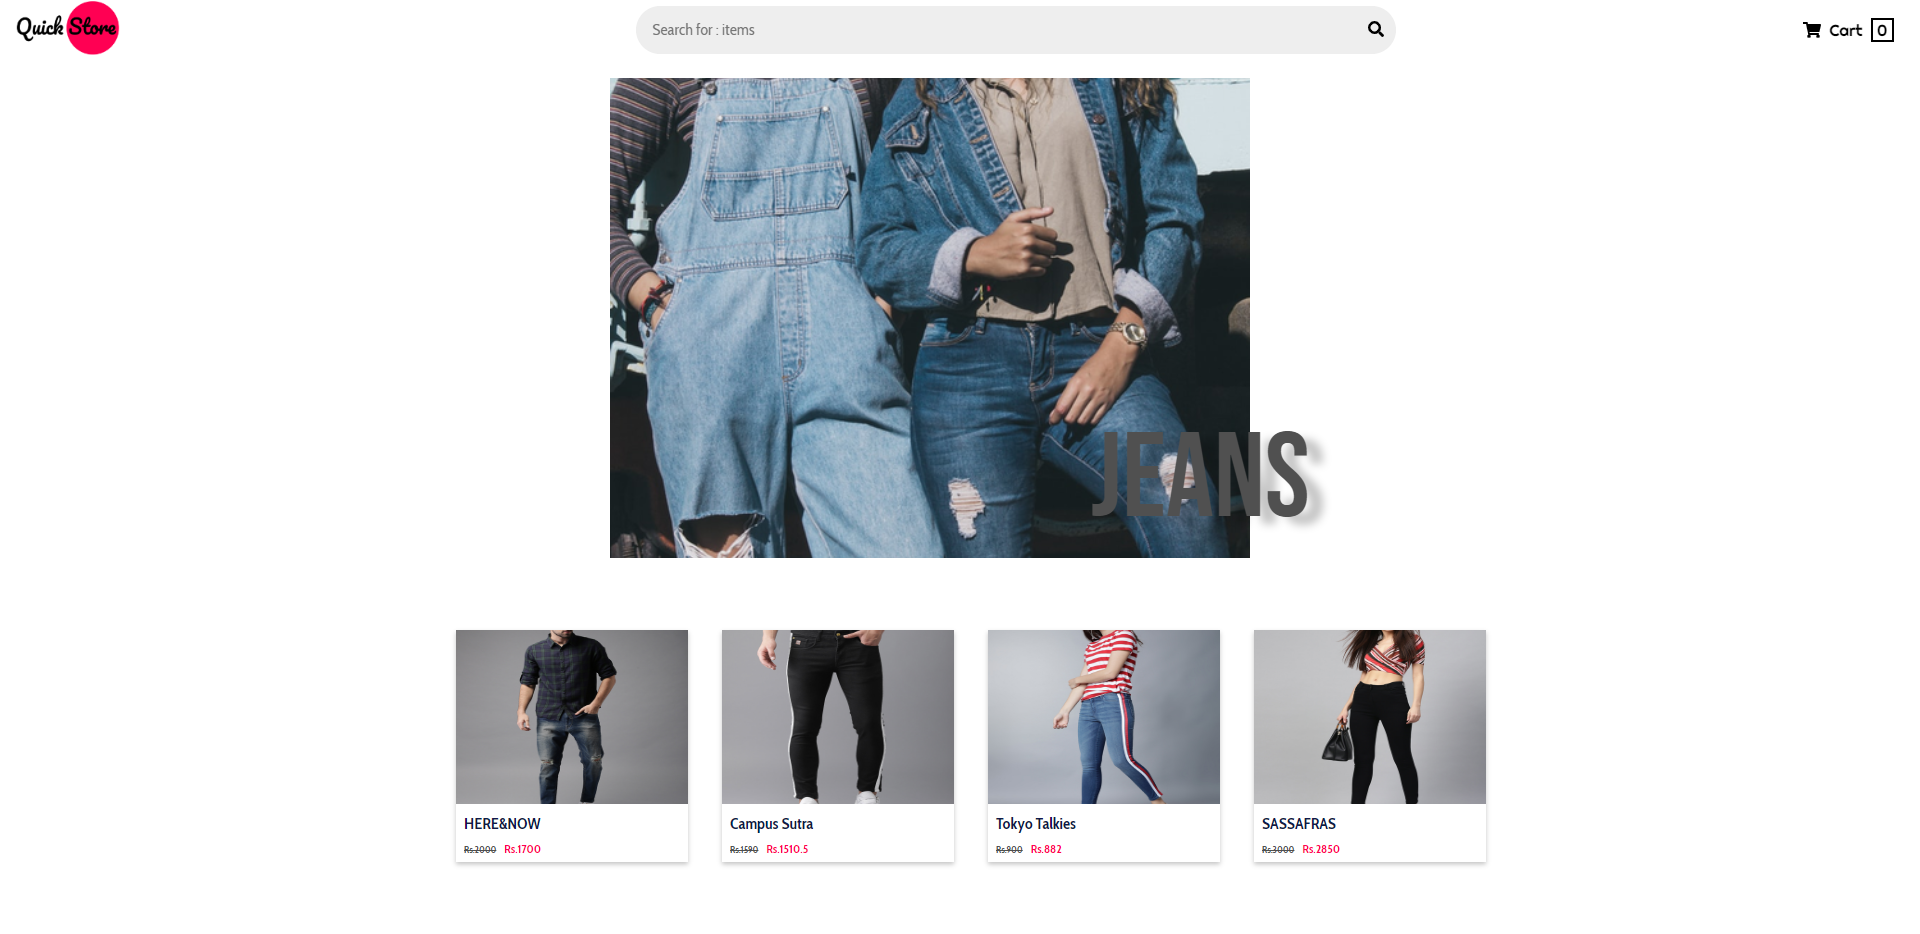 Quick Store
Search for : items
Cart 0
JEANS
HERE&NOW
Rs.2000 Rs.1700
Campus Sutra
Rs.1590 Rs.1510.5
Tokyo Talkies
Rs.900 Rs.882
SASSAFRAS
Rs.3000 Rs.2850